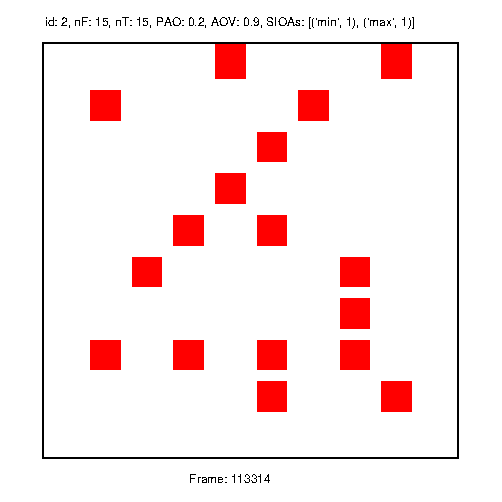 id: 2, nF: 15, nT: 15, PAO: 0.2, AOV: 0.9, SIOAs: [('min', 1), ('max', 1)]
Frame: 113314